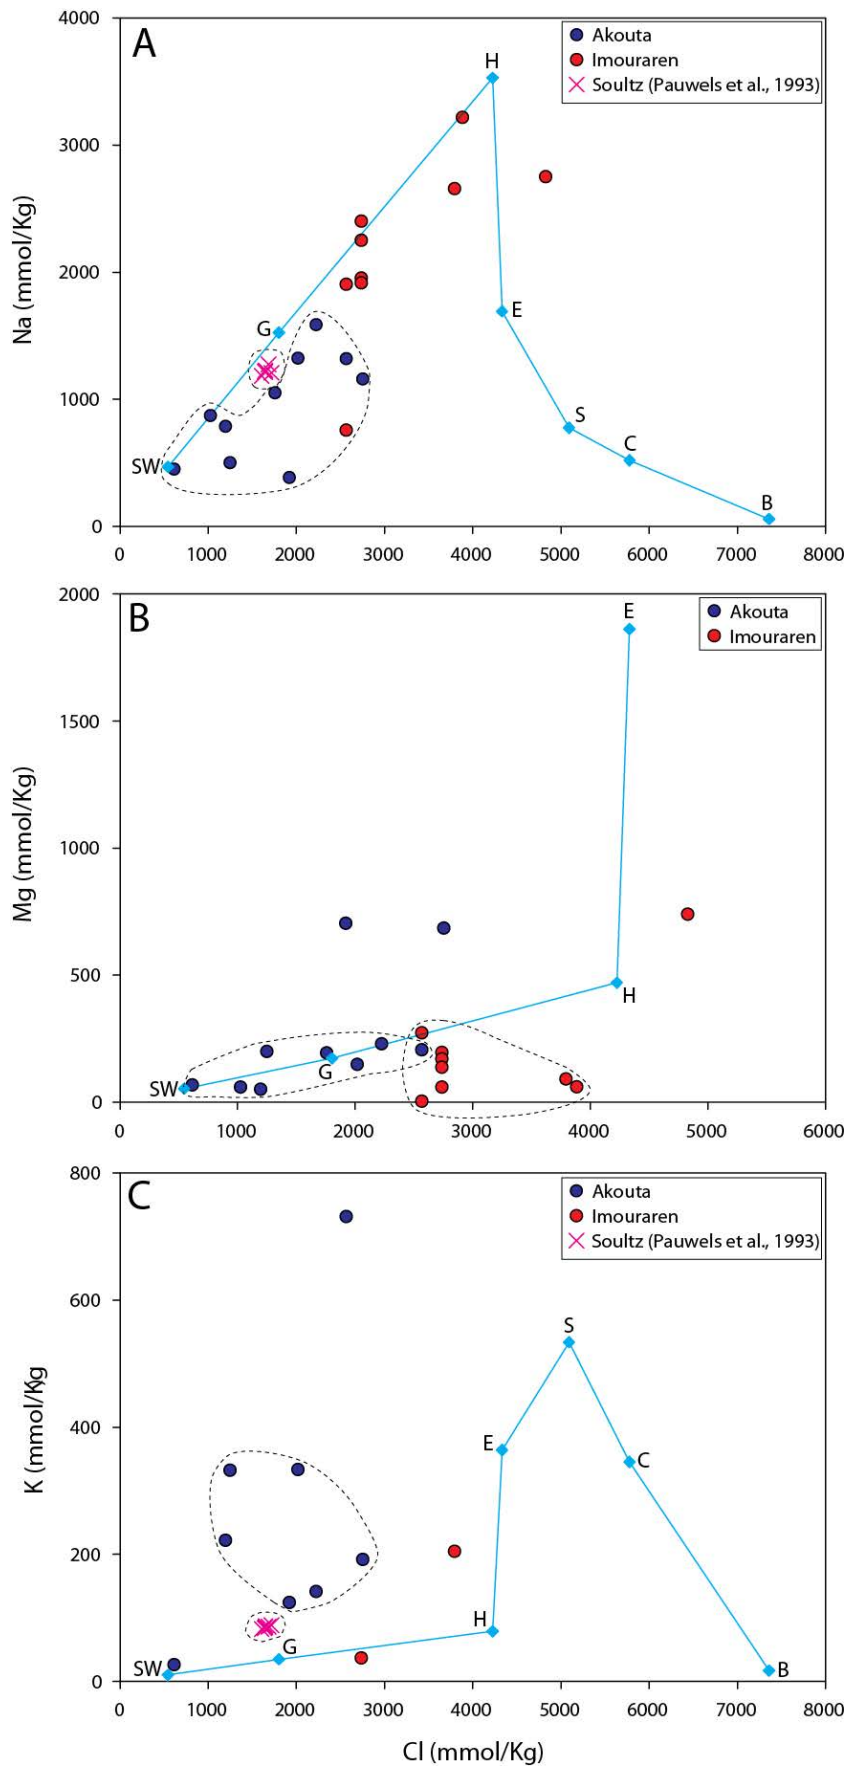 A
4000
3000
2000
1000
0
Na (mmol/Kg)
Akouta
Imouraren
Soultz (Pauwels et al., 1993)
H
G
SW
E
S
C
B
0 1000 2000 3000 4000 5000 6000 7000 8000
B
2000
1500
1000
500
0
Mg (mmol/Kg)
Akouta
Imouraren
E
H
G
SW
0 1000 2000 3000 4000 5000 6000
C
800
600
400
200
0
K (mmol/Kg)
Akouta
Imouraren
Soultz (Pauwels et al., 1993)
S
E
C
H
G
SW
B
0 1000 2000 3000 4000 5000 6000 7000 8000
Cl (mmol/Kg)